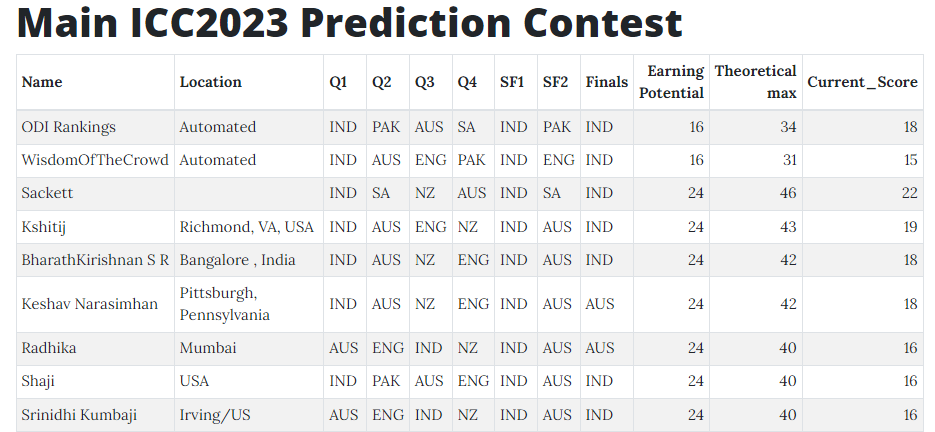 Main ICC2023 Prediction Contest
Name Location Q1 Q2 Q3 Q4 SF1 SF2 Finals Earning Potential Theoretical max Current_Score
ODI Rankings Automated IND PAK AUS SA IND PAK IND 16 34 18
WisdomOfTheCrowd Automated IND AUS ENG PAK IND ENG IND 16 31 15
Sackett IND SA NZ AUS IND SA IND 24 46 22
Kshitij Richmond, VA, USA IND AUS ENG NZ IND AUS IND 24 43 19
BharathKirishnan S R Bangalore , India IND AUS NZ ENG IND AUS IND 24 42 18
Keshav Narasimhan Pittsburgh, Pennsylvania IND AUS NZ ENG IND AUS AUS 24 42 18
Radhika Mumbai AUS ENG IND NZ IND AUS AUS 24 40 16
Shaji USA IND PAK AUS ENG IND AUS IND 24 40 16
Srinidhi Kumbaji Irving/US AUS ENG IND NZ IND AUS IND 24 40 16